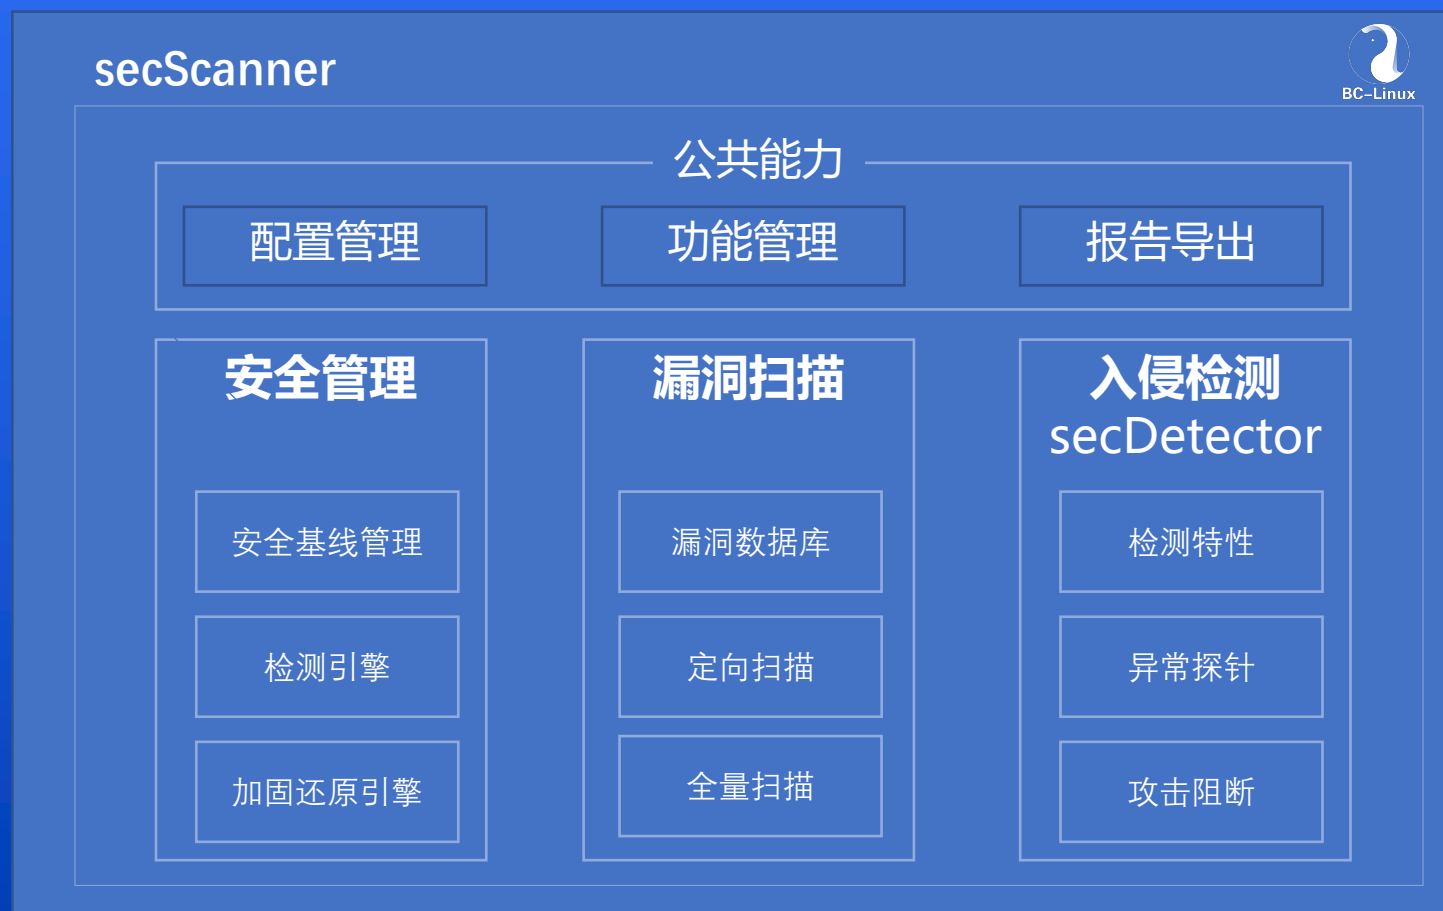 secScanner
BC-Linux
公共能力
配置管理
功能管理
报告导出
安全管理
安全基线管理
检测引擎
加固还原引擎
漏洞扫描
漏洞数据库
定向扫描
全量扫描
入侵检测
secDetector
检测特性
异常探针
攻击阻断